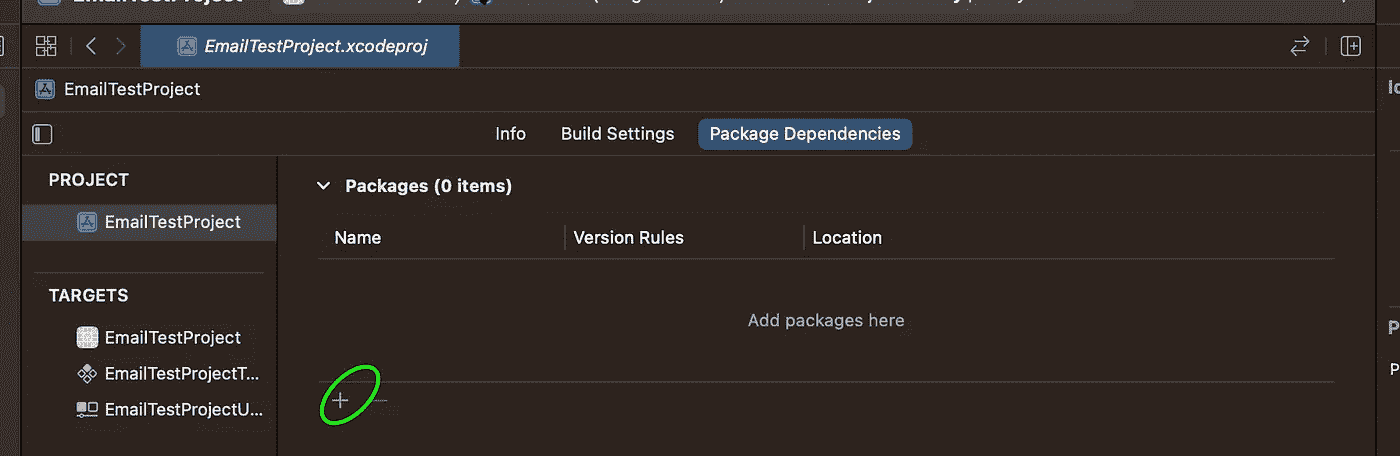 EmailTestProject.xcodeproj
EmailTestProject
Info Build Settings Package Dependencies
PROJECT
EmailTestProject
Packages (0 items)
Name Version Rules Location
Add packages here
TARGETS
EmailTestProject
EmailTestProjectT...
EmailTestProjectU...